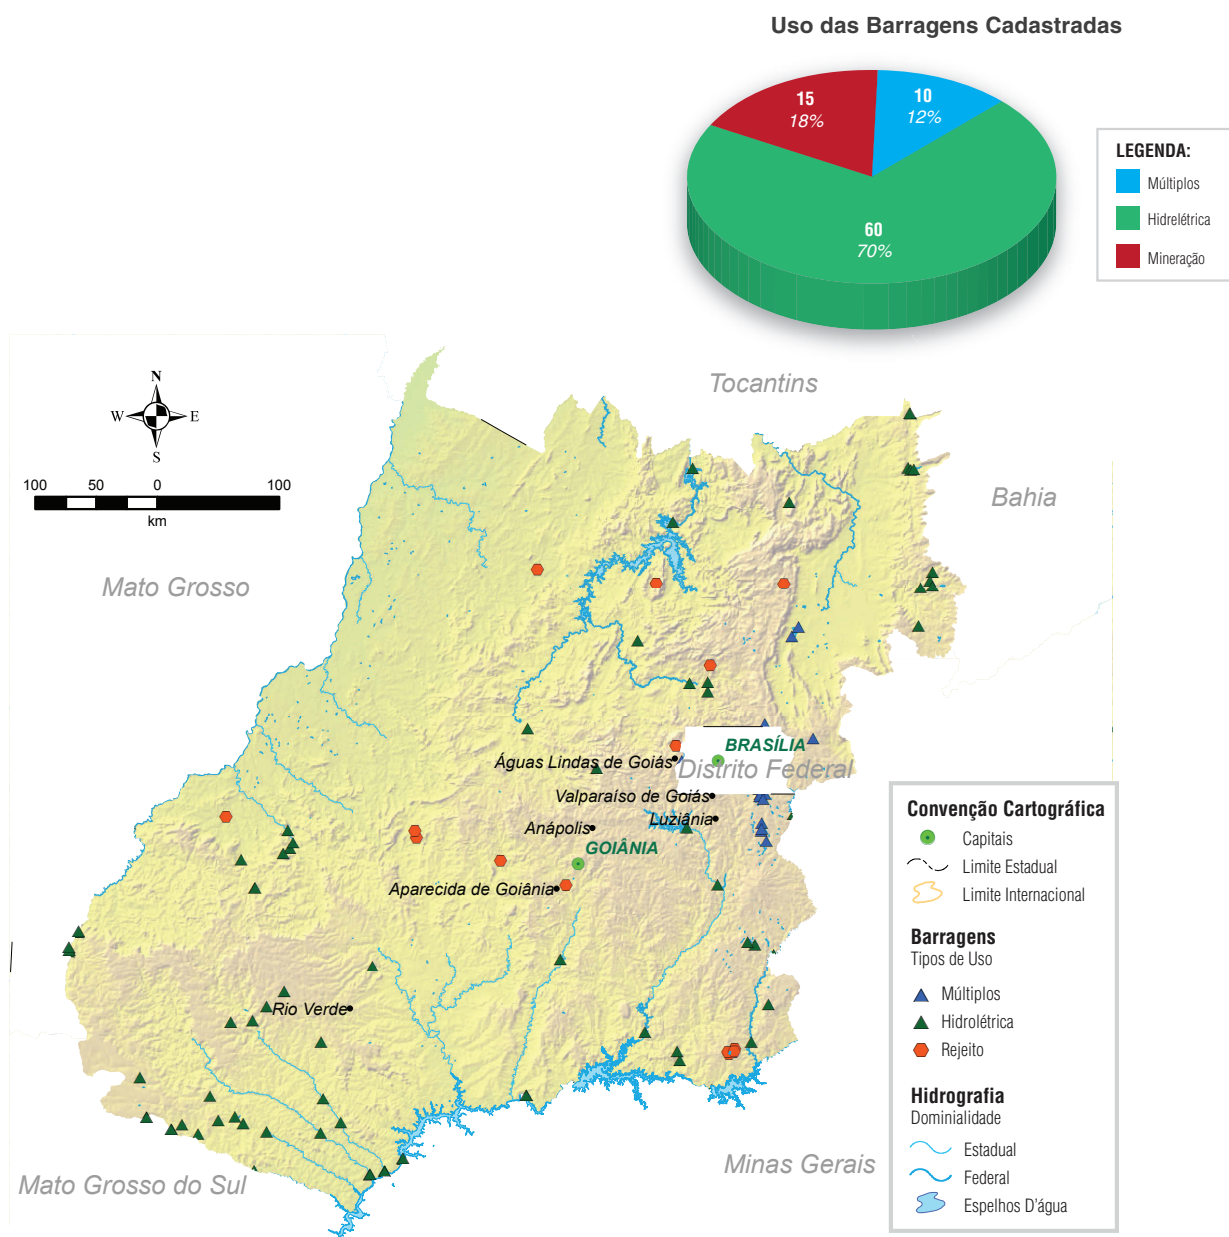 Uso das Barragens Cadastradas
15
18%
10
12%
60
70%
LEGENDA:
Múltiplos
Hidrelétrica
Mineração
N
W
E
S
100
50
0
100
km
Tocantins
Bahia
Mato Grosso
BRASÍLIA
Águas Lindas de Goiás
Distrito Federal
Valparaíso de Goiás
Luziânia
Anápolis
GOIÂNIA
Aparecida de Goiânia
Rio Verde
Minas Gerais
Mato Grosso do Sul
Convenção Cartográfica
Capitais
Limite Estadual
Limite Internacional
Barragens
Tipos de Uso
Múltiplos
Hidrolétrica
Rejeito
Hidrografia
Dominialidade
Estadual
Federal
Espelhos D'água